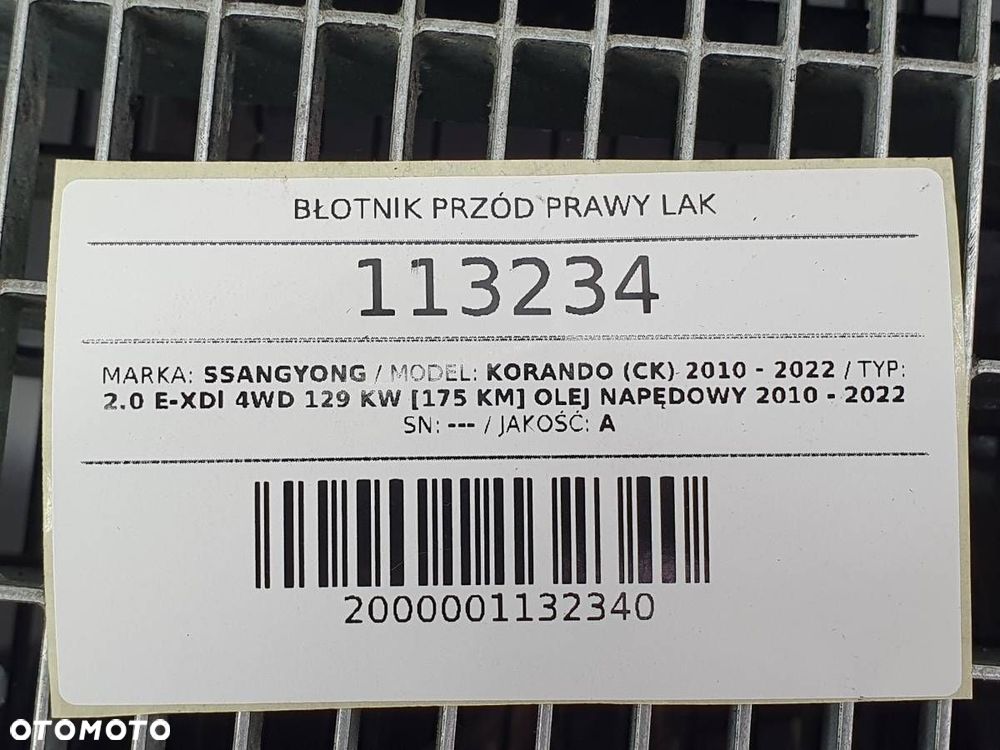 BŁOTNIK PRZÓD PRAWY LAK
113234
MARKA: SSANGYONG / MODEL: KORANDO (CK) 2010 - 2022 / TYP:
2.0 E-XDI 4WD 129 KW [175 KM] OLEJ NAPĘDOWY 2010 - 2022
SN: --- / JAKOŚĆ: A
2000001132340
OTOMOTO